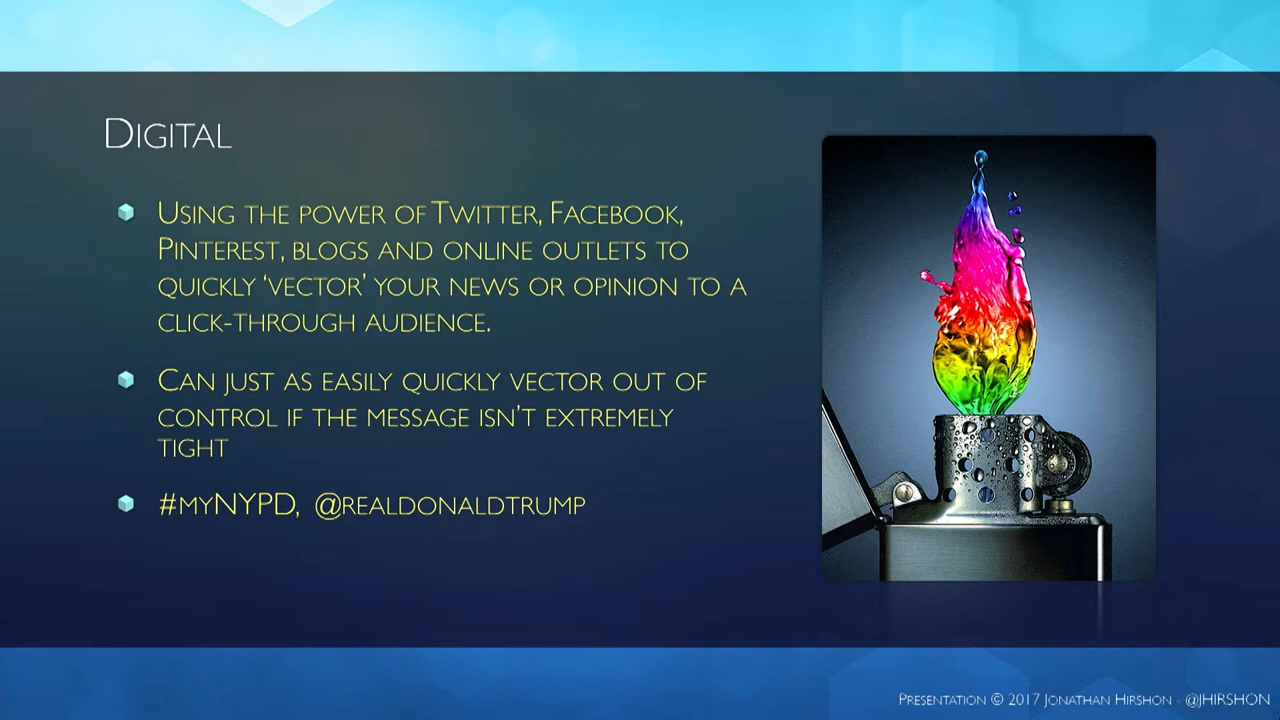 Digital
Using the power of Twitter, Facebook,
Pinterest, blogs and online outlets to
quickly ‘vector’ your news or opinion to a
click-through audience.
Can just as easily quickly vector out of
control if the message isn’t extremely
tight
#myNYPD, @realdonaldtrump
Presentation © 2017 Jonathan Hirshon - @JHIRSHON